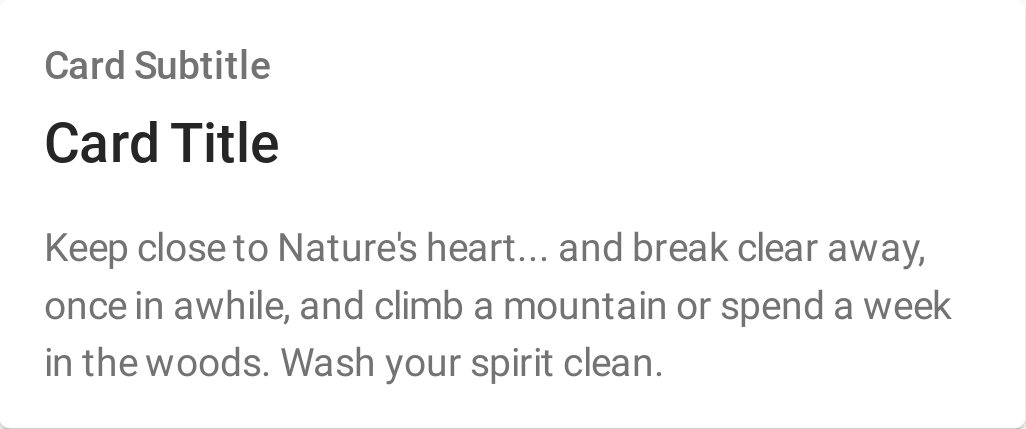 Card Subtitle
Card Title
Keep close to Nature's heart... and break clear away,
once in awhile, and climb a mountain or spend a week
in the woods. Wash your spirit clean.